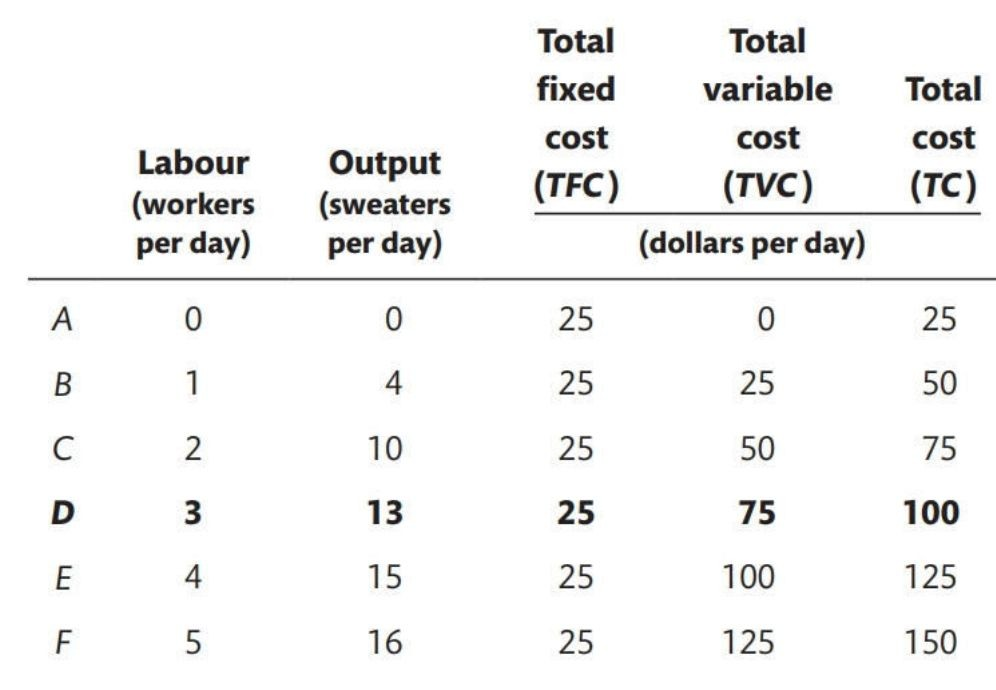 Total Total
fixed variable Total
cost cost cost
Labour Output (TFC) (TVC) (TC)
(workers (sweaters
per day) per day) (dollars per day)
A 0 0 25 0 25
B 1 4 25 25 50
C 2 10 25 50 75
D 3 13 25 75 100
E 4 15 25 100 125
F 5 16 25 125 150